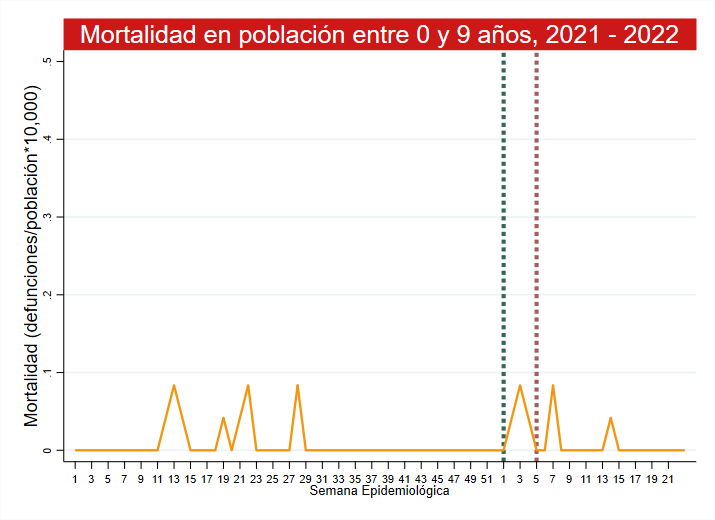 Mortalidad en población entre 0 y 9 años, 2021 - 2022
Mortalidad (defunciones/población*10,000)
.5
.4
.3
.2
.1
0
1 3 5 7 9 11 13 15 17 19 21 23 25 27 29 31 33 35 37 39 41 43 45 47 49 51 1 3 5 7 9 11 13 15 17 19 21
Semana Epidemiológica